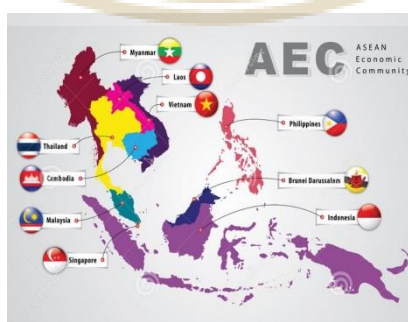 AEC
ASEAN
Economic
Community
Myanmar
Laos
Vietnam
Philippines
Thailand
Cambodia
Brunei Darussalam
Malaysia
Indonesia
Singapore